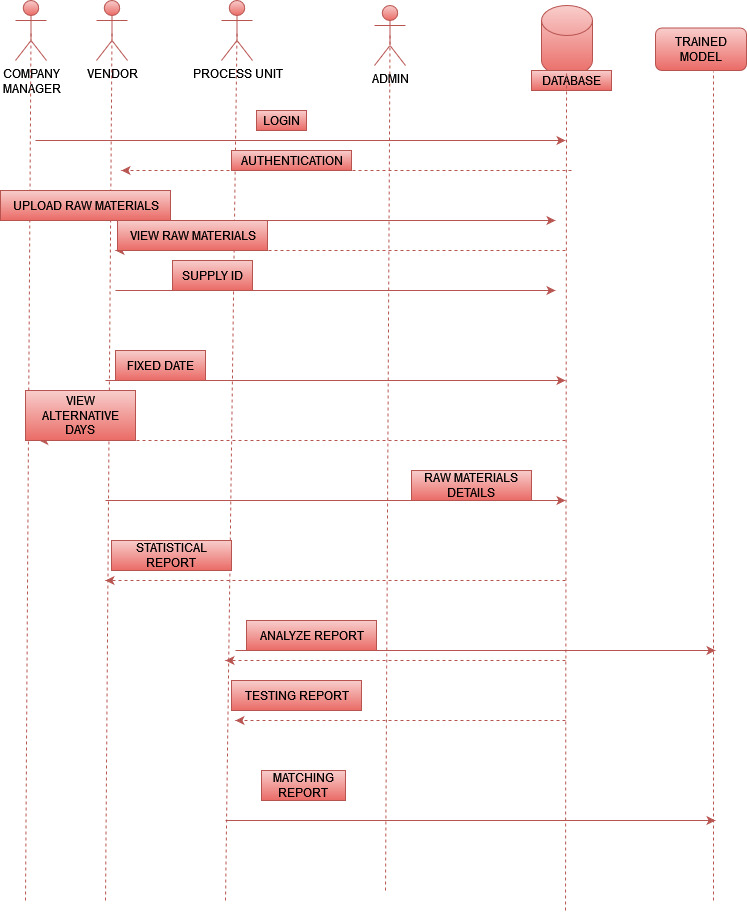 COMPANY
MANAGER
VENDOR
PROCESS UNIT
ADMIN
DATABASE
TRAINED
MODEL
LOGIN
AUTHENTICATION
UPLOAD RAW MATERIALS
VIEW RAW MATERIALS
SUPPLY ID
FIXED DATE
VIEW
ALTERNATIVE
DAYS
RAW MATERIALS
DETAILS
STATISTICAL
REPORT
ANALYZE REPORT
TESTING REPORT
MATCHING
REPORT